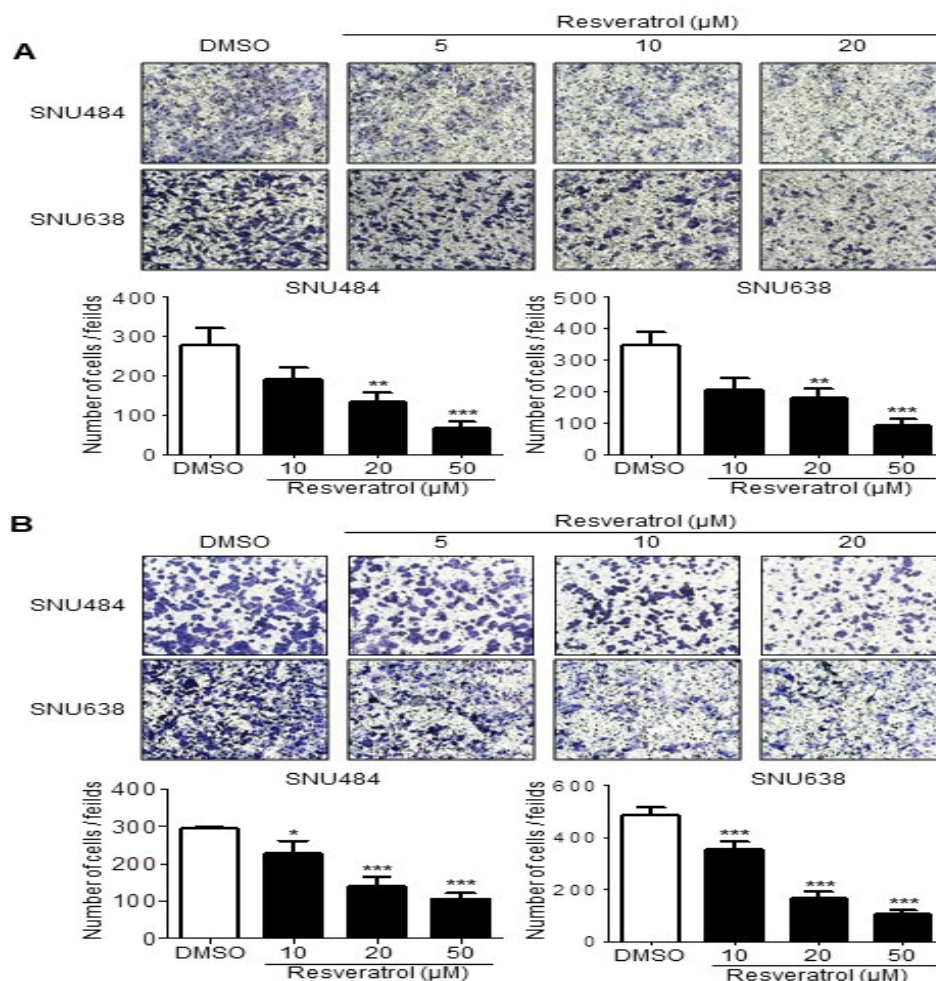 A
Resveratrol (µM)
DMSO 5 10 20
SNU484
SNU638
SNU484
Number of cells / feilds
400
300
200
100
0
** ***
DMSO 10 20 50
Resveratrol (µM)
SNU638
Number of cells / feilds
500
400
300
200
100
0
** ***
DMSO 10 20 50
Resveratrol (µM)
B
Resveratrol (µM)
DMSO 5 10 20
SNU484
SNU638
SNU484
Number of cells / feilds
400
300
200
100
0
* *** ***
DMSO 10 20 50
Resveratrol (µM)
SNU638
Number of cells / feilds
600
400
200
0
*** *** ***
DMSO 10 20 50
Resveratrol (µM)